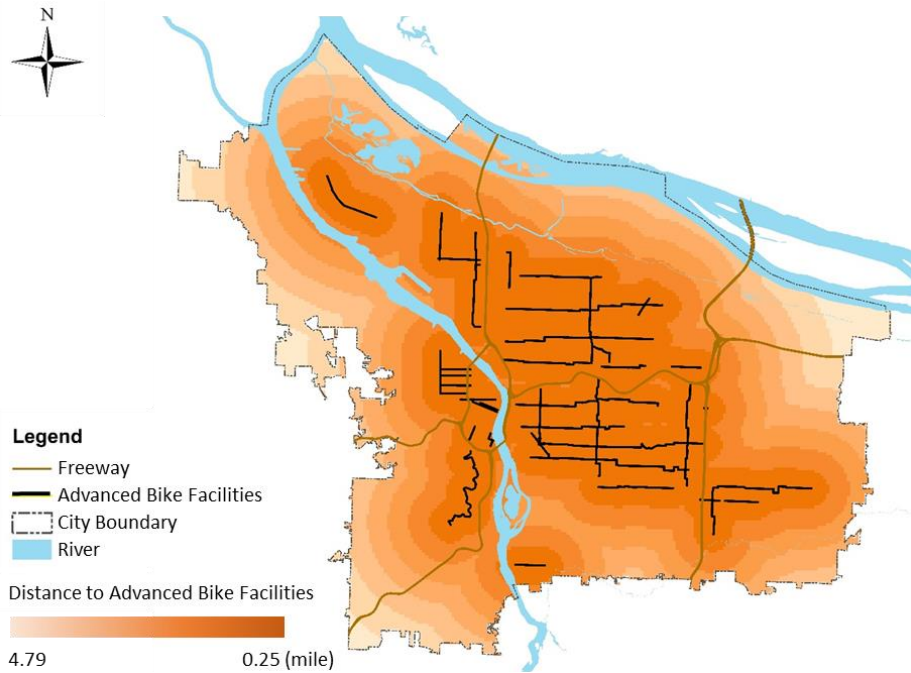 N
Legend
Freeway
Advanced Bike Facilities
City Boundary
River
Distance to Advanced Bike Facilities
4.79 0.25 (mile)